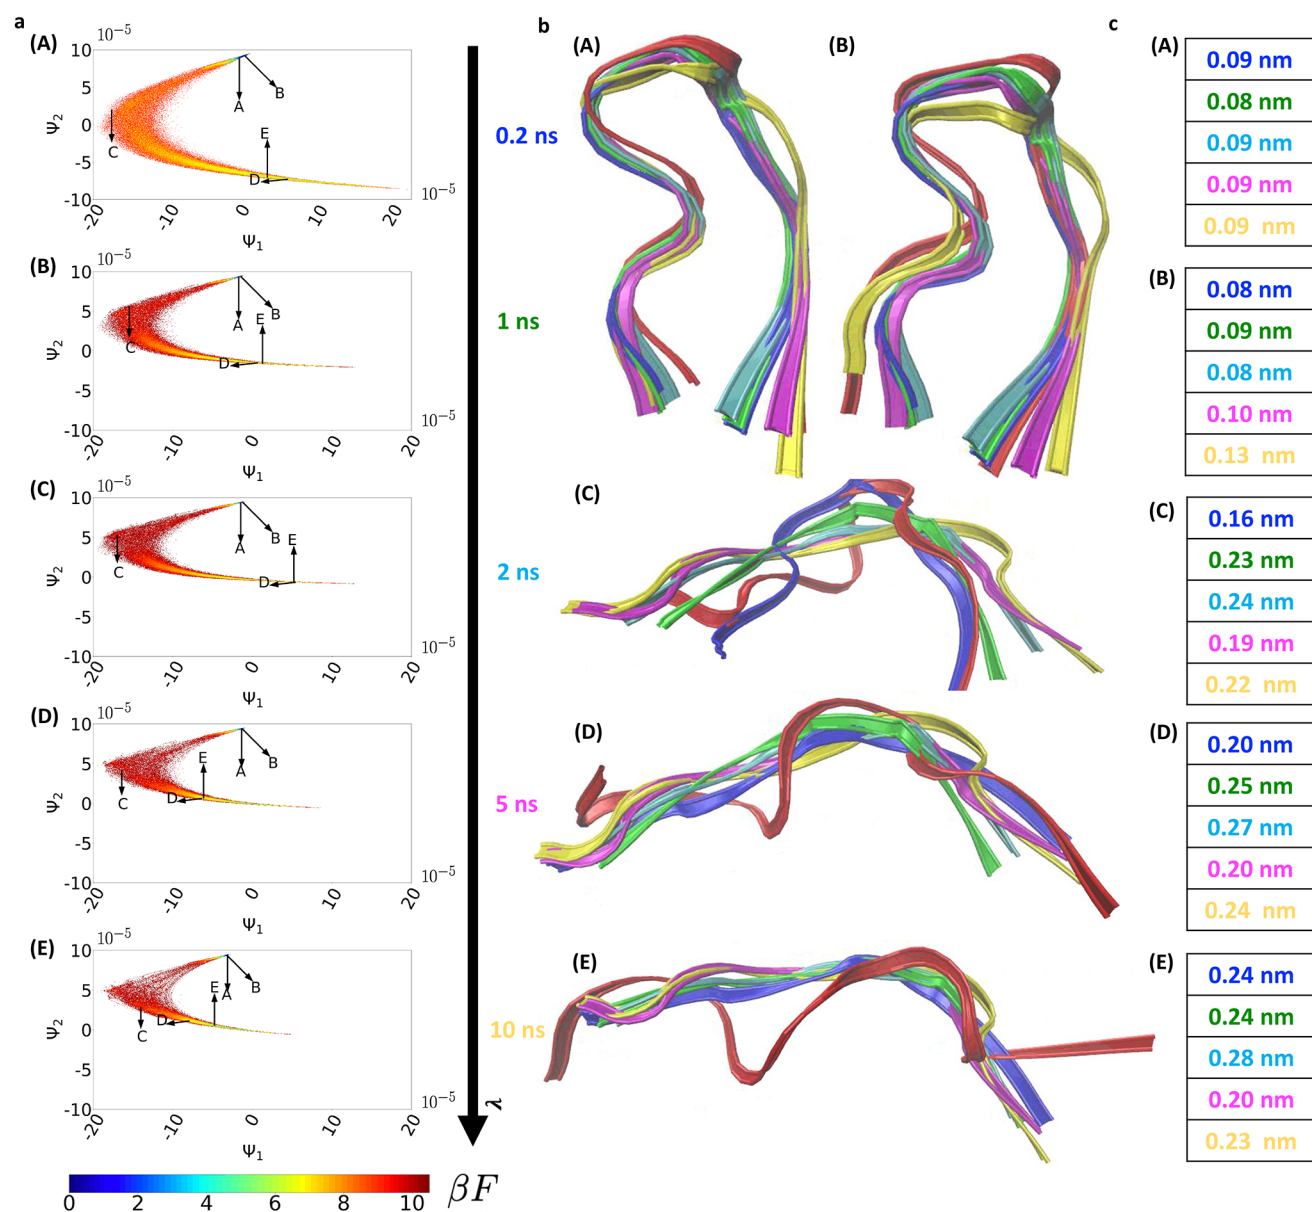 a
(A)
10⁻⁵
10
5
0
-5
-10
Ψ₂
A
B
C
D
E
-20
-10
0
10
20
10⁻⁵
Ψ₁
(B)
10⁻⁵
10
5
0
-5
-10
Ψ₂
A
B
C
D
E
-20
-10
0
10
20
10⁻⁵
Ψ₁
(C)
10⁻⁵
10
5
0
-5
-10
Ψ₂
A
B
C
D
E
-20
-10
0
10
20
10⁻⁵
Ψ₁
(D)
10⁻⁵
10
5
0
-5
-10
Ψ₂
A
B
C
D
E
-20
-10
0
10
20
10⁻⁵
Ψ₁
(E)
10⁻⁵
10
5
0
-5
-10
Ψ₂
A
B
C
D
E
-20
-10
0
10
20
10⁻⁵
Ψ₁
0 2 4 6 8 10
βF
λ
0.2 ns
1 ns
2 ns
5 ns
10 ns
b
(A)
(B)
(C)
(D)
(E)
c
(A)
0.09 nm
0.08 nm
0.09 nm
0.09 nm
0.09 nm
(B)
0.08 nm
0.09 nm
0.08 nm
0.10 nm
0.13 nm
(C)
0.16 nm
0.23 nm
0.24 nm
0.19 nm
0.22 nm
(D)
0.20 nm
0.25 nm
0.27 nm
0.20 nm
0.24 nm
(E)
0.24 nm
0.24 nm
0.28 nm
0.20 nm
0.23 nm